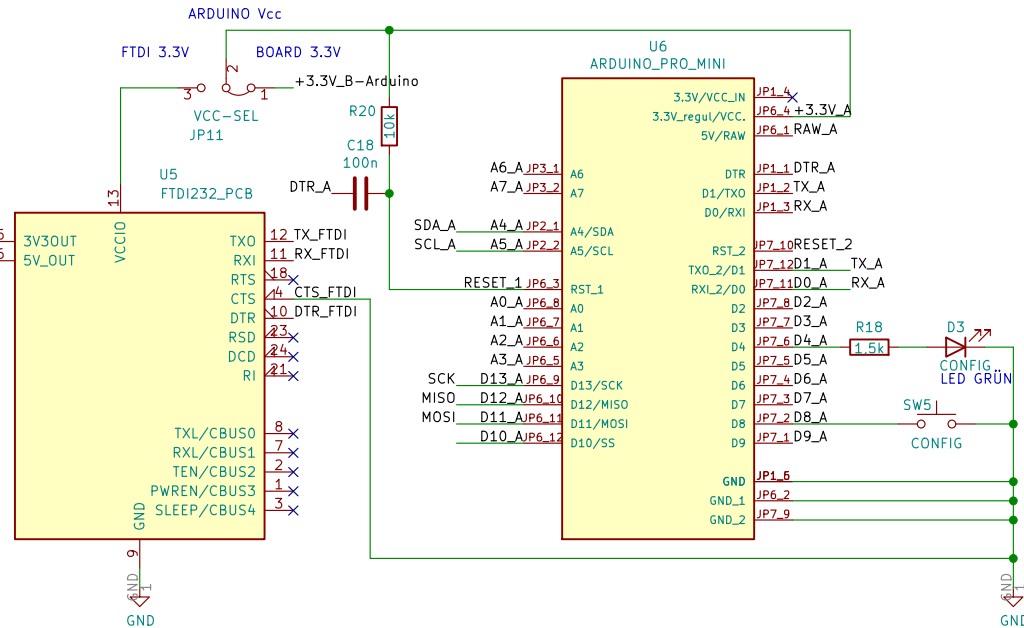 ARDUINO Vcc
FTDI 3.3V
BOARD 3.3V
2
3
1
+3.3V_B-Arduino
VCC-SEL
JP11
R20
10k
C18
100n
DTR_A
U5
FTDI232_PCB
13
VCCIO
3V3OUT
5V_OUT
TXO 12 TX_FTDI
RXI 11 RX_FTDI
RTS 18
CTS 4 CTS_FTDI
DTR 10 DTR_FTDI
RSD 23
DCD 24
RI 21
TXL/CBUS0 8
RXL/CBUS1 7
TEN/CBUS2 2
PWREN/CBUS3 1
SLEEP/CBUS4 3
GND
9
GND 1
GND
U6
ARDUINO_PRO_MINI
A6_A JP3_1 A6
A7_A JP3_2 A7
SDA_A A4_A JP2_1 A4/SDA
SCL_A A5_A JP2_2 A5/SCL
RESET_1 JP6_3 RST_1
A0_A JP6_8 A0
A1_A JP6_7 A1
A2_A JP6_6 A2
A3_A JP6_5 A3
SCK D13_A JP6_9 D13/SCK
MISO D12_A JP6_10 D12/MISO
MOSI D11_A JP6_11 D11/MOSI
D10_A JP6_12 D10/SS
3.3V/VCC_IN JP1_4
3.3V_regul/VCC. JP6_4 +3.3V_A
5V/RAW JP6_1 RAW_A
DTR JP1_1 DTR_A
D1/TXO JP1_2 TX_A
D0/RXI JP1_3 RX_A
RST_2 JP7_10 RESET_2
TXO_2/D1 JP7_12 D1_A TX_A
RXI_2/D0 JP7_11 D0_A RX_A
D2 JP7_8 D2_A
D3 JP7_7 D3_A
D4 JP7_6 D4_A
D5 JP7_5 D5_A
D6 JP7_4 D6_A
D7 JP7_3 D7_A
D8 JP7_2 D8_A
D9 JP7_1 D9_A
GND
GND_1 JP6_2
GND_2 JP7_9
R18
1.5k
D3
CONFIG
LED GRÜN
SW5
CONFIG
GND 1
GND